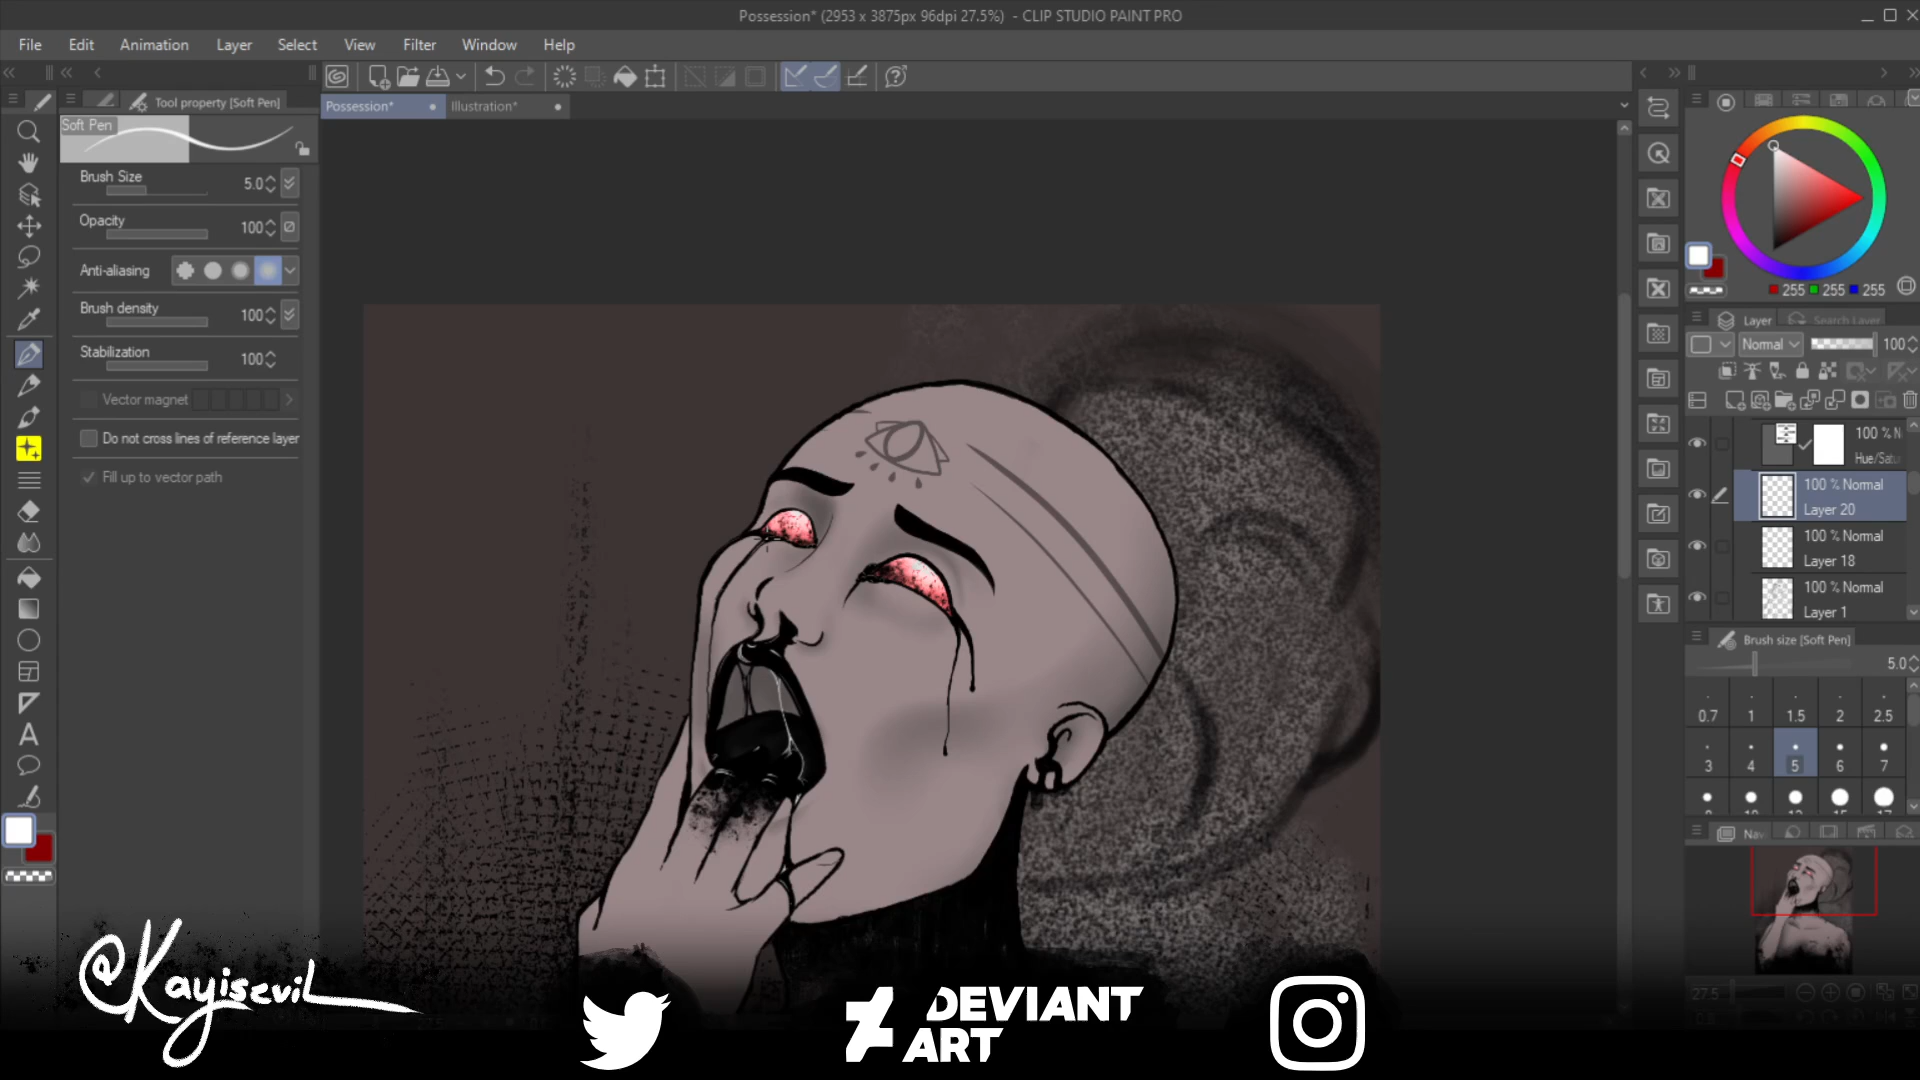 Possession* (2953 x 3875px 96dpi 27.5%) - CLIP STUDIO PAINT PRO
File Edit Animation Layer Select View Filter Window Help
Tool property [Soft Pen]
Possession* Illustration*
Soft Pen
Brush Size 5.0
Opacity 100
Anti-aliasing
Brush density 100
Stabilization 100
Vector magnet
Do not cross lines of reference layer
Fill up to vector path
255 255 255
Layer Search Layer
Normal 100
100 % N
Hue/Satu
100 % Normal
Layer 20
100 % Normal
Layer 18
100 % Normal
Layer 1
Brush size [Soft Pen]
5.0
0.7 1 1.5 2 2.5
3 4 5 6 7
Nav
27.5
@Kayisevil
DEVIANT
ART